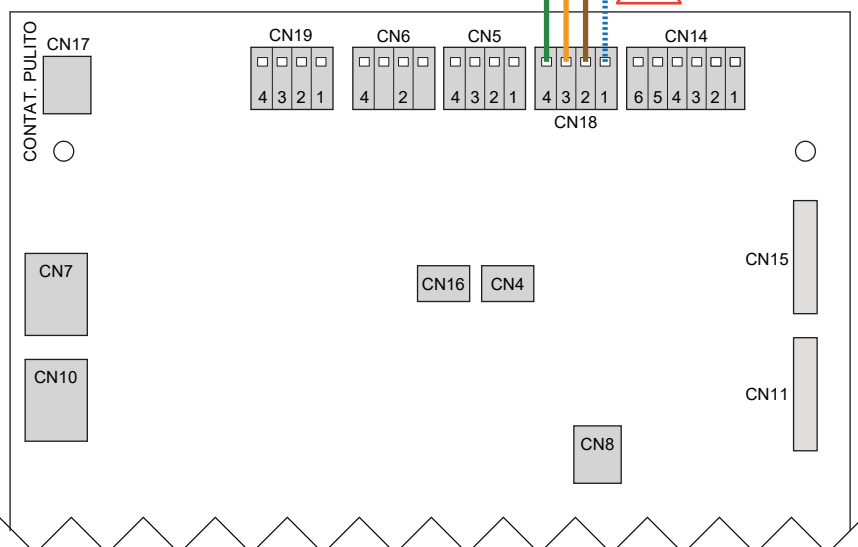 CONTAT. PULITO
CN17
CN19
4 3 2 1
CN6
4 2
CN5
4 3 2 1
4 3 2 1
CN18
CN14
6 5 4 3 2 1
CN7
CN16
CN4
CN15
CN10
CN11
CN8